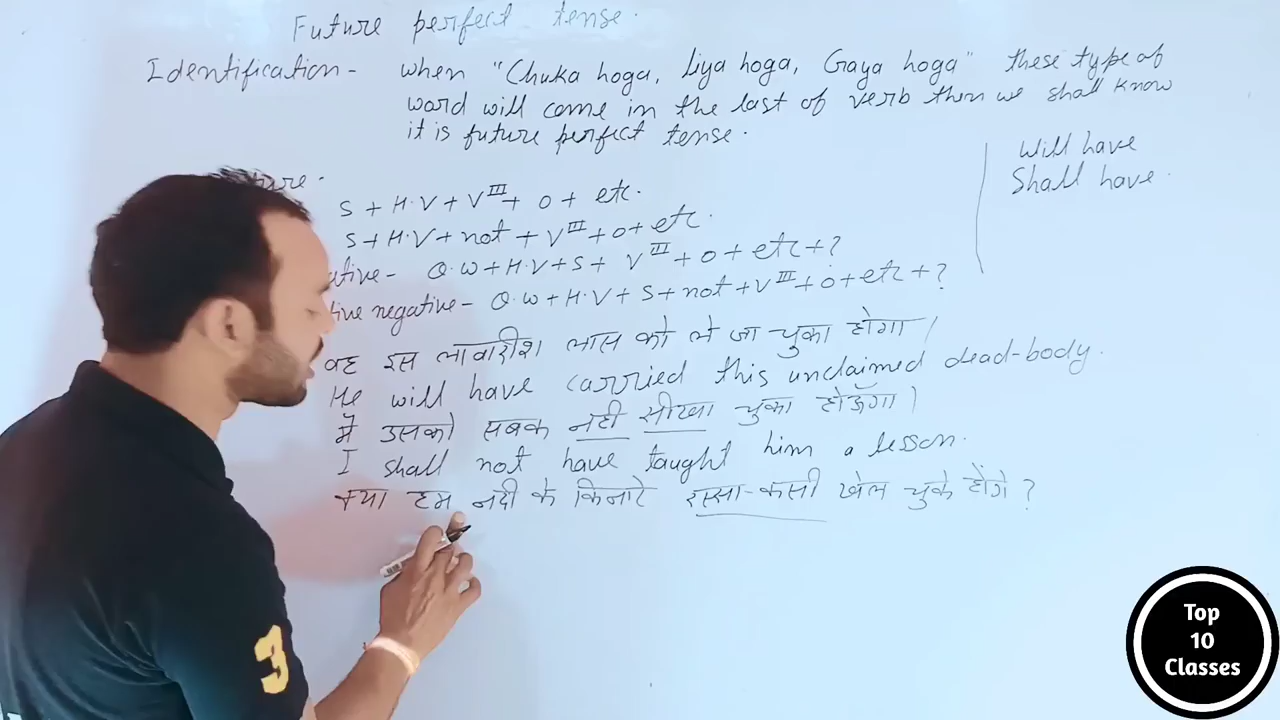 Future perfect tense.
Identification - when "Chuka hoga, Liya hoga, Gaya hoga" these type of
word will come in the last of verb then we shall know
it is future perfect tense.
Will have
Shall have.
S + H.V + V III + O + etc.
S + H.V + not + V III + O + etc.
ative - Q.W + H.V + S + V III + O + etc + ?
tive negative - Q.W + H.V + S + not + V III + O + etc + ?
वह इस लावारीश लास को ले जा चुका होगा।
He will have carried this unclaimed dead-body.
मैं उसको सबक नही सीखा चुका होऊँगा।
I shall not have taught him a lesson.
क्या हम नदी के किनारे रस्सा-कसी खेल चुके होंगे ?
3
Top
10
Classes